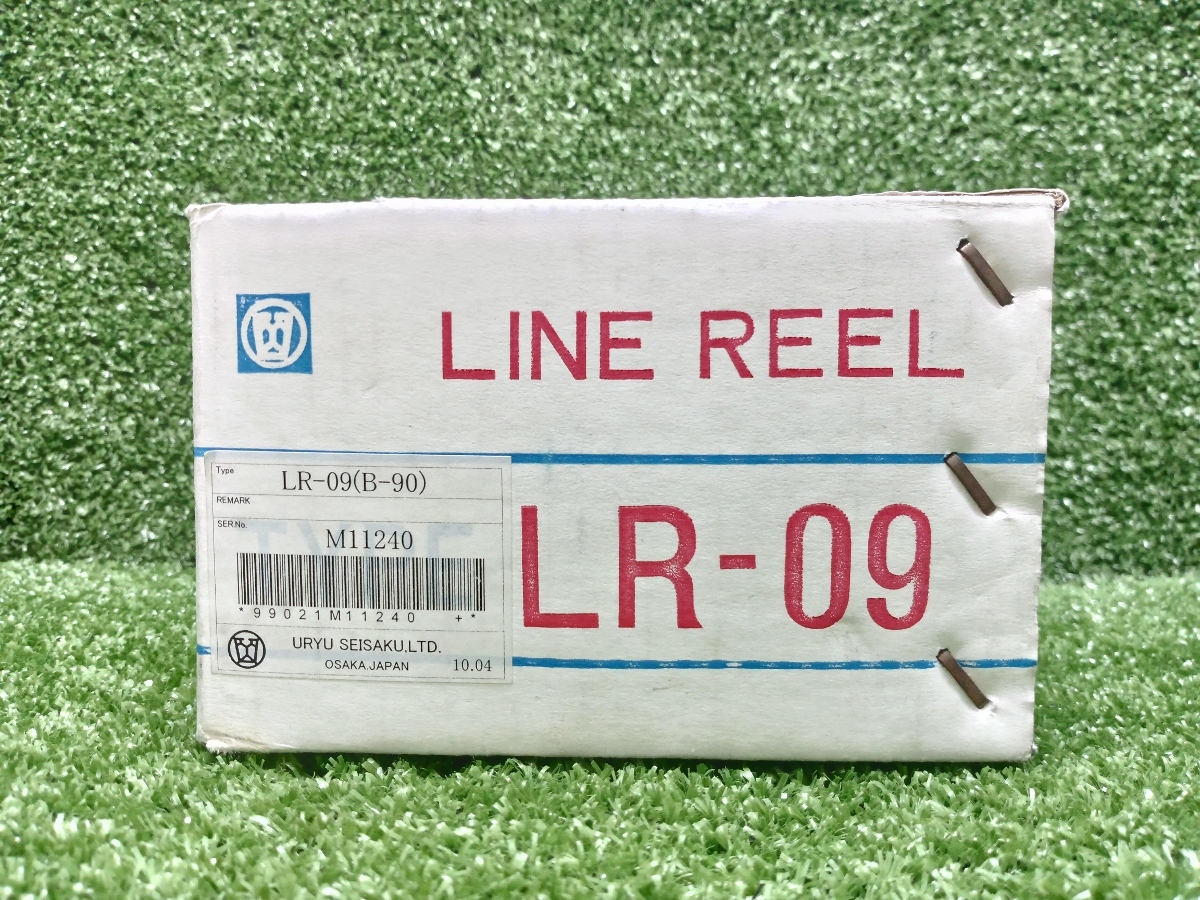 LINE REEL
LR-09
Type
LR-09(B-90)
REMARK
SER.No.
M11240
*99021M11240 +*
URYU SEISAKU,LTD.
OSAKA,JAPAN 10.04